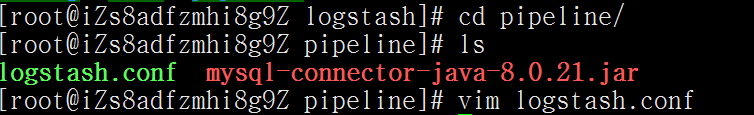 [root@iZs8adfzmhi8g9Z logstash]# cd pipeline/
[root@iZs8adfzmhi8g9Z pipeline]# ls
logstash.conf  mysql-connector-java-8.0.21.jar
[root@iZs8adfzmhi8g9Z pipeline]# vim logstash.conf